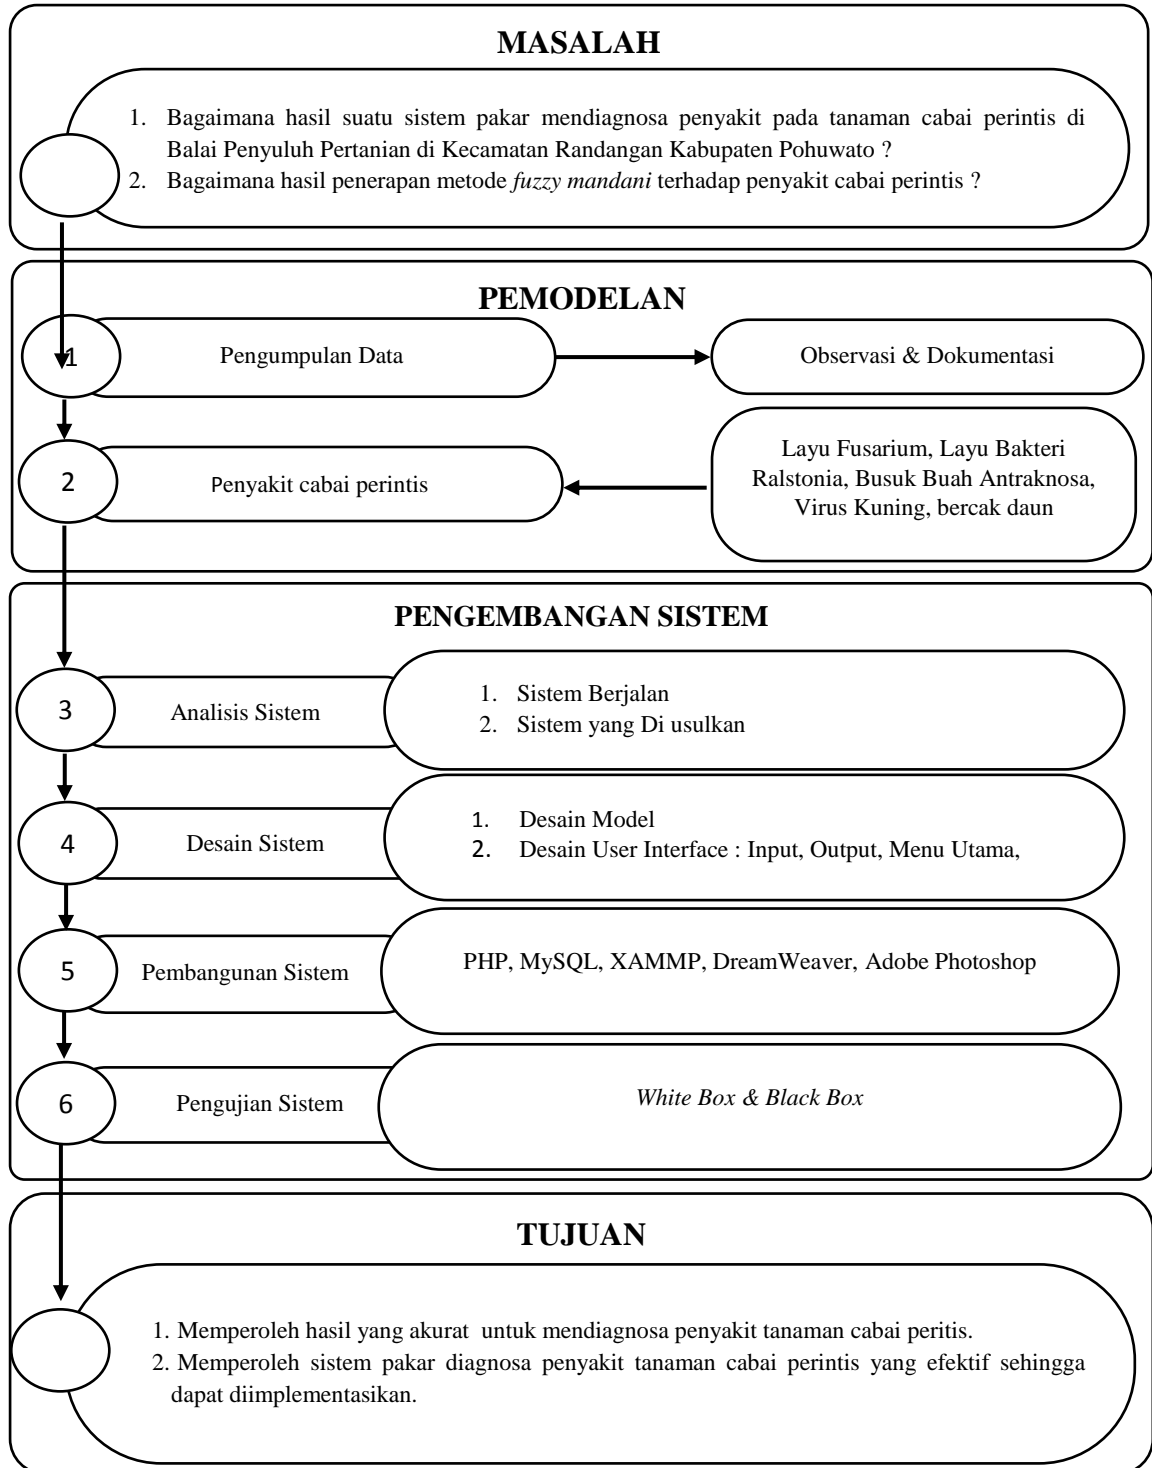 MASALAH
1. Bagaimana hasil suatu sistem pakar mendiagnosa penyakit pada tanaman cabai perintis di
Balai Penyuluh Pertanian di Kecamatan Randangan Kabupaten Pohuwato ?
2. Bagaimana hasil penerapan metode fuzzy mandani terhadap penyakit cabai perintis ?
PEMODELAN
1
Pengumpulan Data
Observasi & Dokumentasi
2
Penyakit cabai perintis
Layu Fusarium, Layu Bakteri
Ralstonia, Busuk Buah Antraknosa,
Virus Kuning, bercak daun
PENGEMBANGAN SISTEM
3
Analisis Sistem
1. Sistem Berjalan
2. Sistem yang Di usulkan
4
Desain Sistem
1. Desain Model
2. Desain User Interface : Input, Output, Menu Utama,
5
Pembangunan Sistem
PHP, MySQL, XAMMP, DreamWeaver, Adobe Photoshop
6
Pengujian Sistem
White Box & Black Box
TUJUAN
1. Memperoleh hasil yang akurat untuk mendiagnosa penyakit tanaman cabai peritis.
2. Memperoleh sistem pakar diagnosa penyakit tanaman cabai perintis yang efektif sehingga
dapat diimplementasikan.